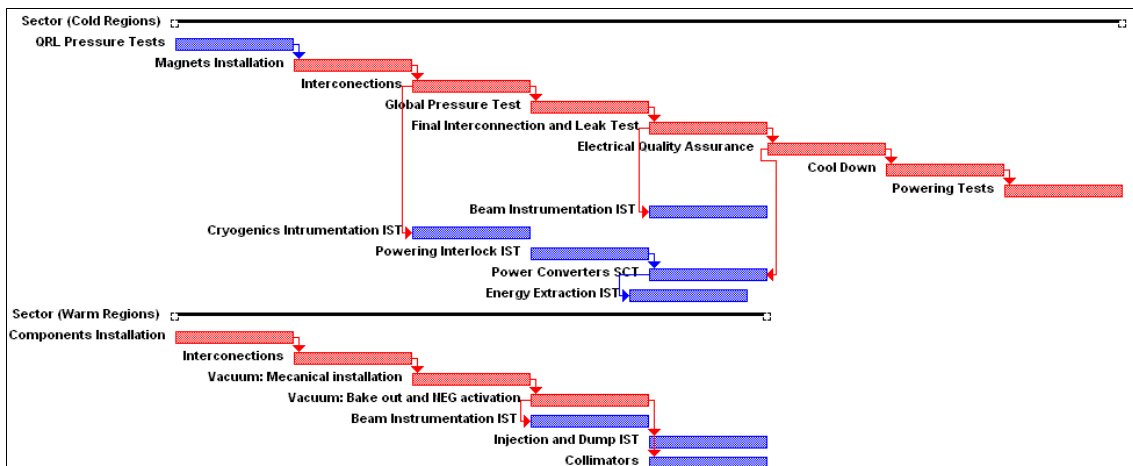 Sector (Cold Regions)
QRL Pressure Tests
Magnets Installation
Interconections
Global Pressure Test
Final Interconnection and Leak Test
Electrical Quality Assurance
Cool Down
Powering Tests
Beam Instrumentation IST
Cryogenics Intrumentation IST
Powering Interlock IST
Power Converters SCT
Energy Extraction IST
Sector (Warm Regions)
Components Installation
Interconections
Vacuum: Mecanical installation
Vacuum: Bake out and NEG activation
Beam Instrumentation IST
Injection and Dump IST
Collimators